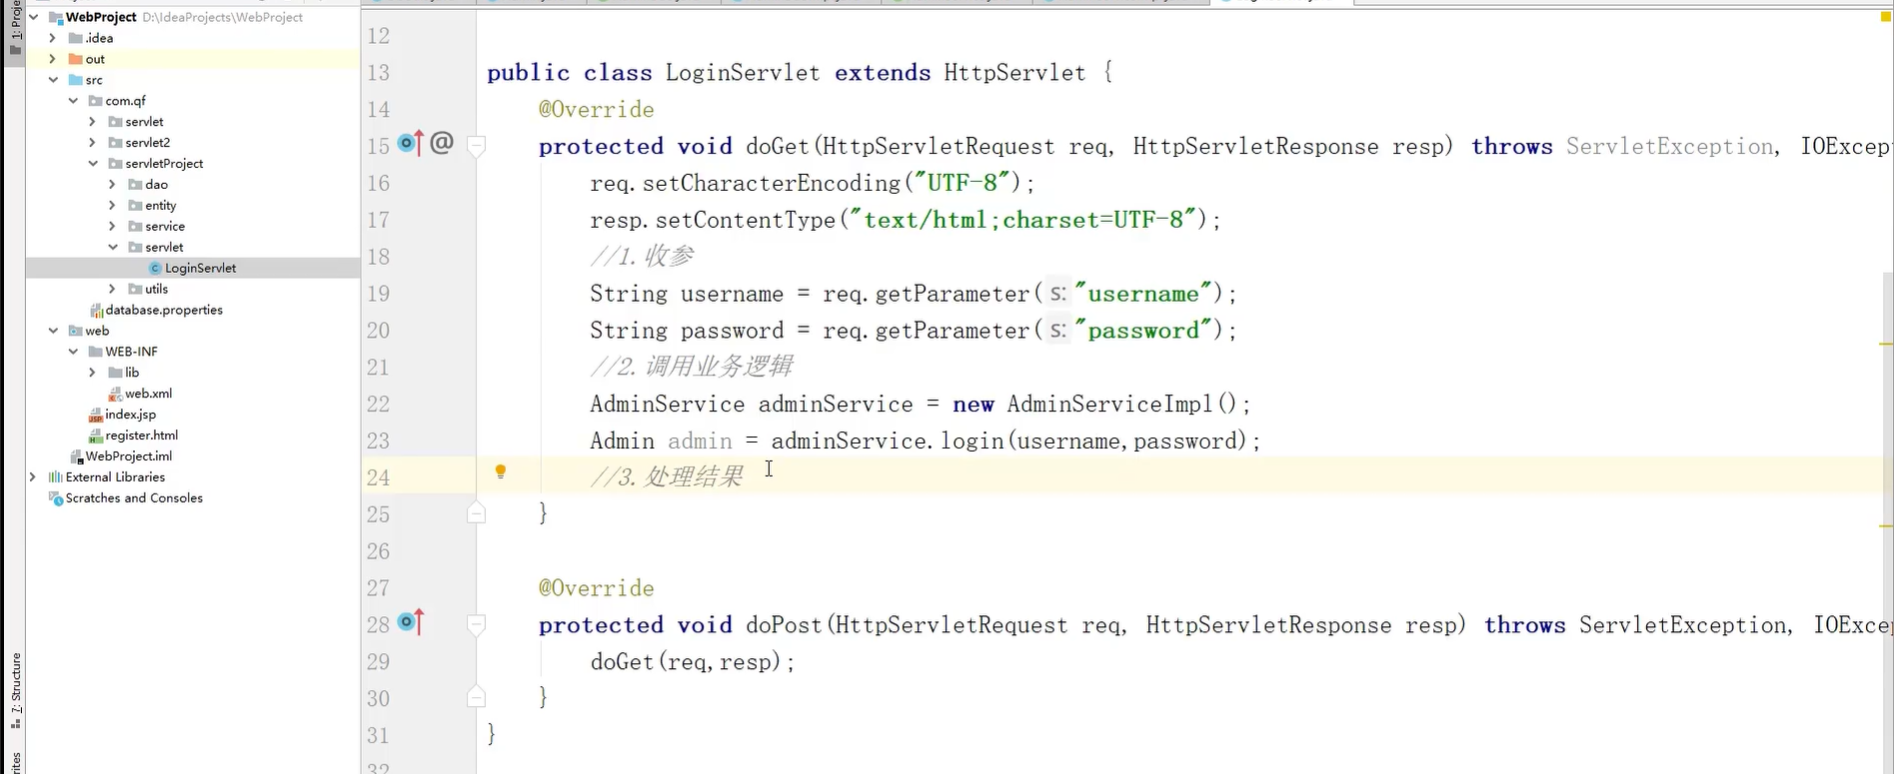 1: Proje
WebProject D:\IdeaProjects\WebProject
.idea
out
src
com.qf
servlet
servlet2
servletProject
dao
entity
service
servlet
LoginServlet
utils
database.properties
web
WEB-INF
lib
web.xml
index.jsp
register.html
WebProject.iml
External Libraries
Scratches and Consoles
7: Structure
rites
12
13 public class LoginServlet extends HttpServlet {
14 @Override
15 protected void doGet(HttpServletRequest req, HttpServletResponse resp) throws ServletException, IOExcep
16 req.setCharacterEncoding("UTF-8");
17 resp.setContentType("text/html;charset=UTF-8");
18 //1.收参
19 String username = req.getParameter( s: "username");
20 String password = req.getParameter( s: "password");
21 //2.调用业务逻辑
22 AdminService adminService = new AdminServiceImpl();
23 Admin admin = adminService.login(username,password);
24 //3.处理结果
25 }
26
27 @Override
28 protected void doPost(HttpServletRequest req, HttpServletResponse resp) throws ServletException, IOExce
29 doGet(req,resp);
30 }
31 }
32